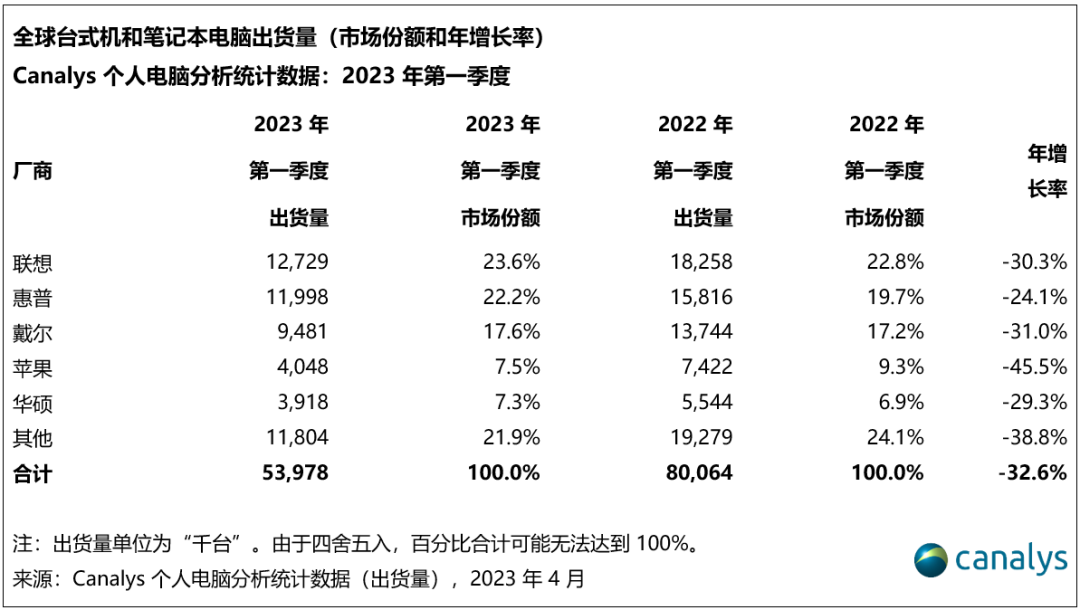 全球台式机和笔记本电脑出货量（市场份额和年增长率）
Canalys 个人电脑分析统计数据：2023 年第一季度
厂商 2023 年第一季度出货量 2023 年第一季度市场份额 2022 年第一季度出货量 2022 年第一季度市场份额 年增长率
联想 12,729 23.6% 18,258 22.8% -30.3%
惠普 11,998 22.2% 15,816 19.7% -24.1%
戴尔 9,481 17.6% 13,744 17.2% -31.0%
苹果 4,048 7.5% 7,422 9.3% -45.5%
华硕 3,918 7.3% 5,544 6.9% -29.3%
其他 11,804 21.9% 19,279 24.1% -38.8%
合计 53,978 100.0% 80,064 100.0% -32.6%
注：出货量单位为“千台”。由于四舍五入，百分比合计可能无法达到 100%。
来源：Canalys 个人电脑分析统计数据（出货量），2023 年 4 月
canalys